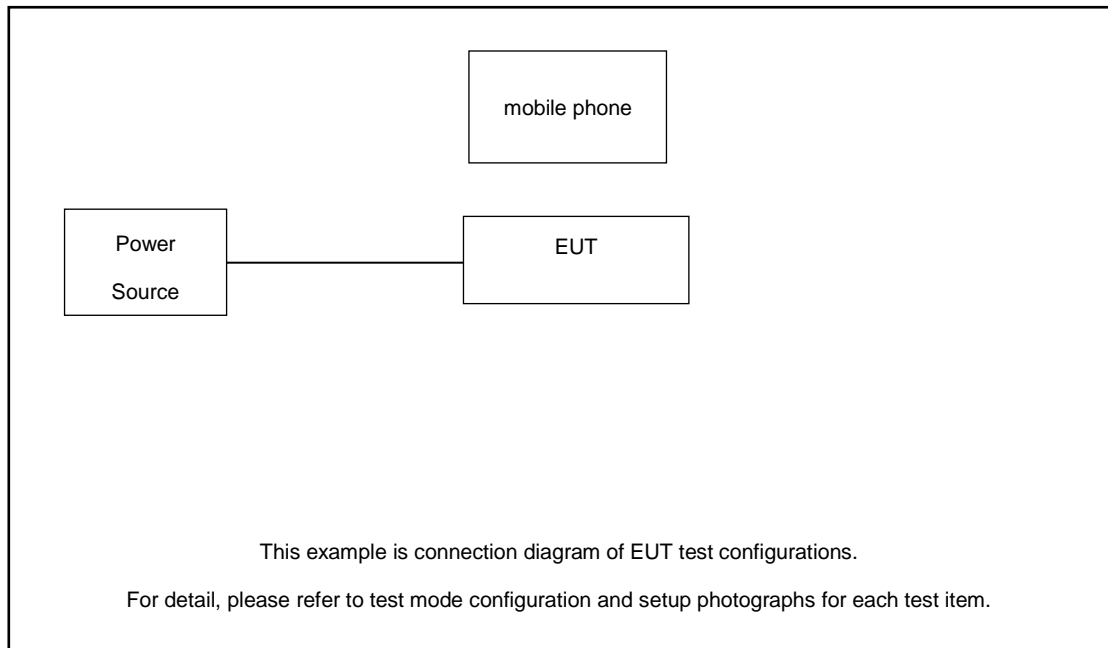 mobile phone
Power
Source
EUT
This example is connection diagram of EUT test configurations.
For detail, please refer to test mode configuration and setup photographs for each test item.